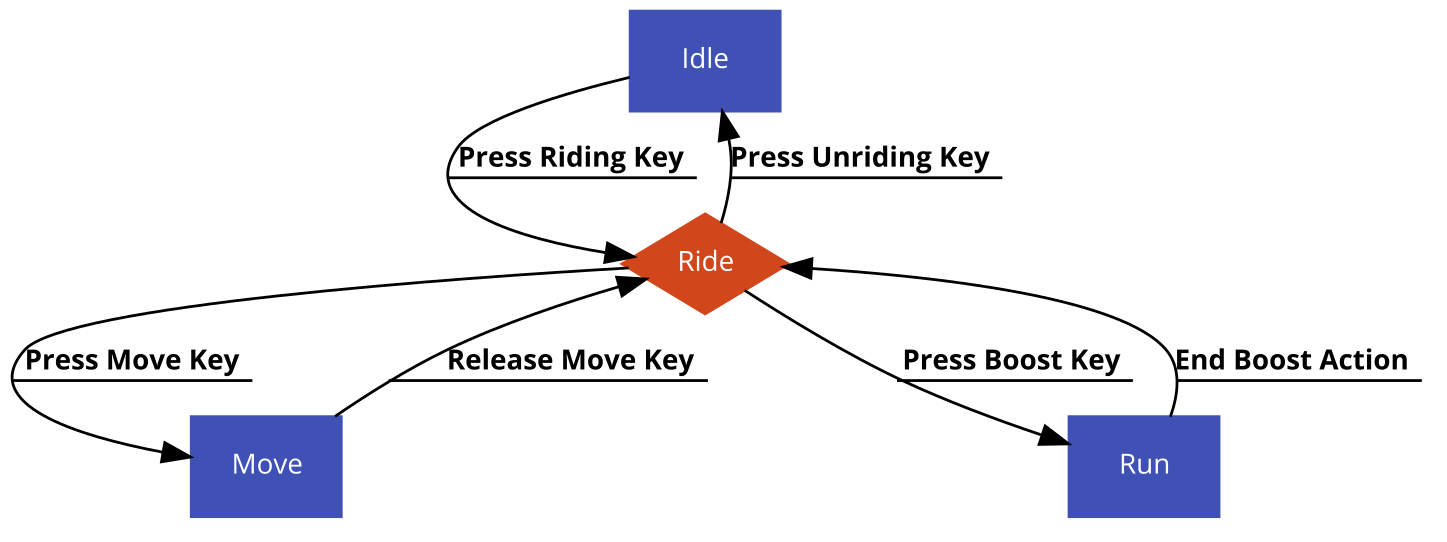 Idle
Press Riding Key
Press Unriding Key
Ride
Press Move Key
Release Move Key
Press Boost Key
End Boost Action
Move
Run